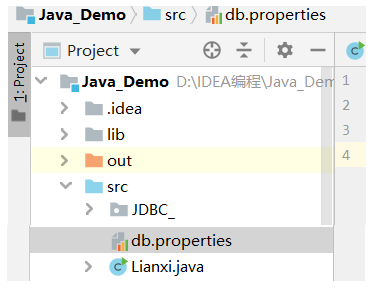 Java_Demo src db.properties
1: Project
Project
Java_Demo D:\IDEA编程\Java_Dem
.idea
lib
out
src
JDBC_
db.properties
Lianxi.java
1
2
3
4